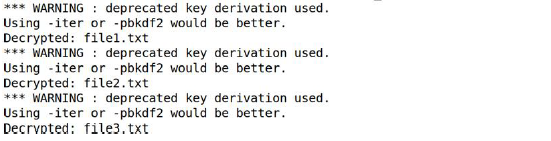 *** WARNING : deprecated key derivation used.
Using -iter or -pbkdf2 would be better.
Decrypted: file1.txt
*** WARNING : deprecated key derivation used.
Using -iter or -pbkdf2 would be better.
Decrypted: file2.txt
*** WARNING : deprecated key derivation used.
Using -iter or -pbkdf2 would be better.
Decrypted: file3.txt